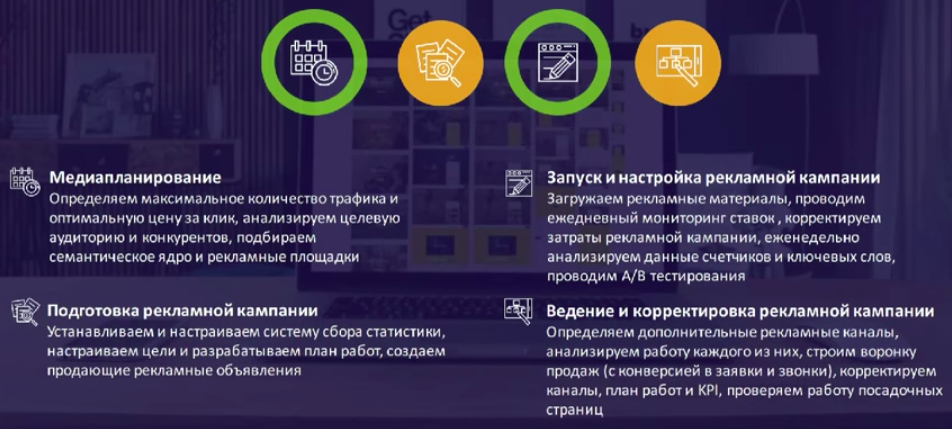 Get
Медиапланирование
Определяем максимальное количество трафика и
оптимальную цену за клик, анализируем целевую
аудиторию и конкурентов, подбираем
семантическое ядро и рекламные площадки
Подготовка рекламной кампании
Устанавливаем и настраиваем систему сбора статистики,
настраиваем цели и разрабатываем план работ, создаем
продающие рекламные объявления
Запуск и настройка рекламной кампании
Загружаем рекламные материалы, проводим
ежедневный мониторинг ставок , корректируем
затраты рекламной кампании, еженедельно
анализируем данные счетчиков и ключевых слов,
проводим A/B тестирования
Ведение и корректировка рекламной кампании
Определяем дополнительные рекламные каналы,
анализируем работу каждого из них, строим воронку
продаж (с конверсией в заявки и звонки), корректируем
каналы, план работ и KPI, проверяем работу посадочных
страниц